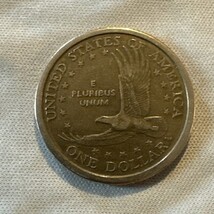 UNITED STATES OF AMERICA
E
PLURIBUS
UNUM
ONE DOLLAR